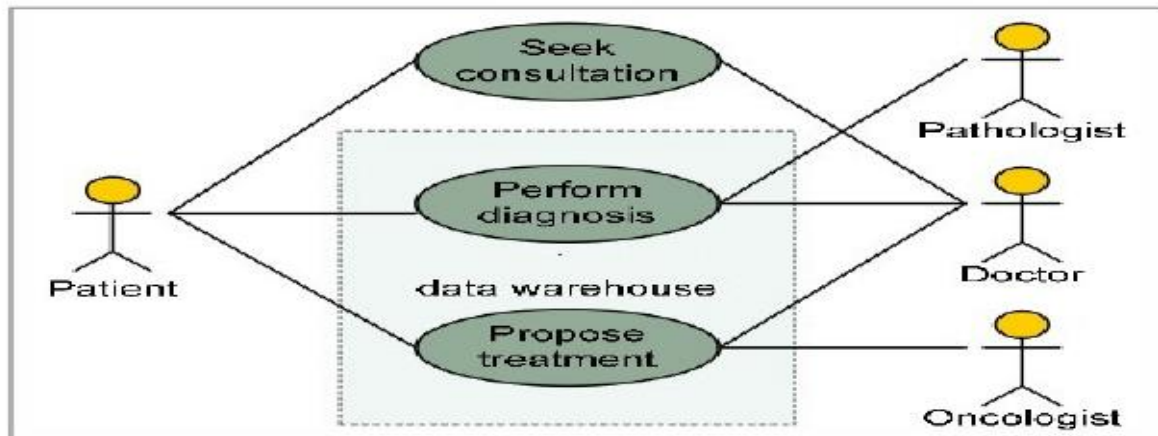 Seek
consultation
Pathologist
Perform
diagnosis
Patient
Doctor
data warehouse
Propose
treatment
Oncologist